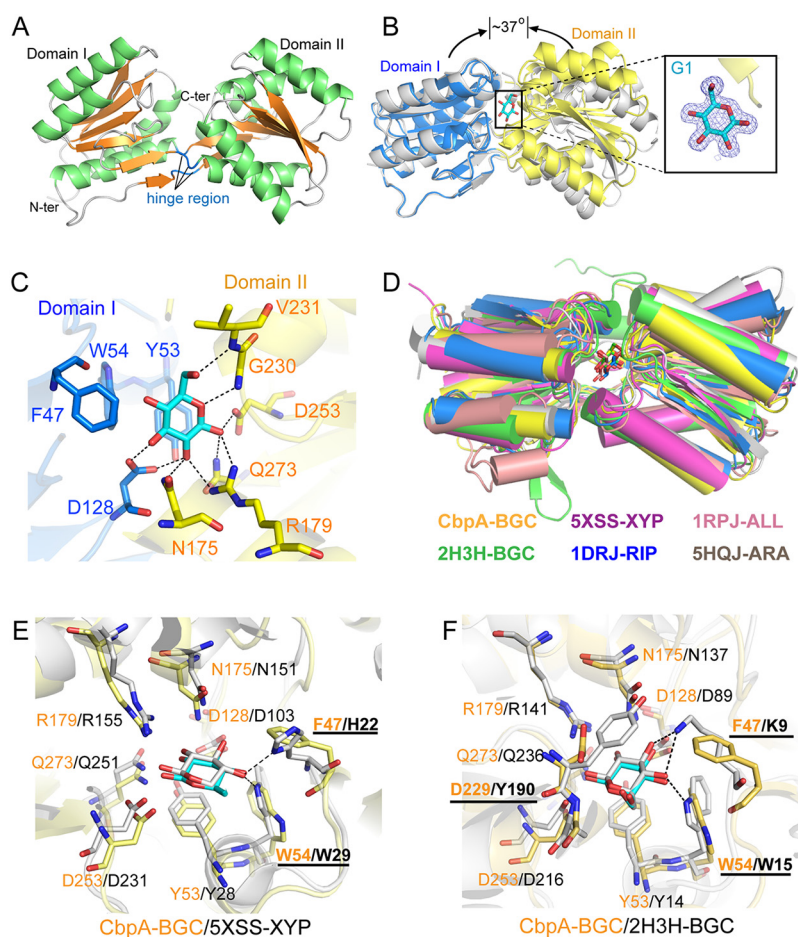 A
Domain I
Domain II
C-ter
N-ter
hinge region
B
~37°
Domain I
Domain II
G1
C
Domain I
Domain II
V231
W54
Y53
G230
F47
D253
Q273
D128
N175
R179
D
CbpA-BGC
5XSS-XYP
1RPJ-ALL
2H3H-BGC
1DRJ-RIP
5HQJ-ARA
E
N175/N151
R179/R155
D128/D103
F47/H22
Q273/Q251
W54/W29
D253/D231
Y53/Y28
CbpA-BGC/5XSS-XYP
F
N175/N137
D128/D89
R179/R141
F47/K9
Q273/Q236
D229/Y190
W54/W15
D253/D216
Y53/Y14
CbpA-BGC/2H3H-BGC